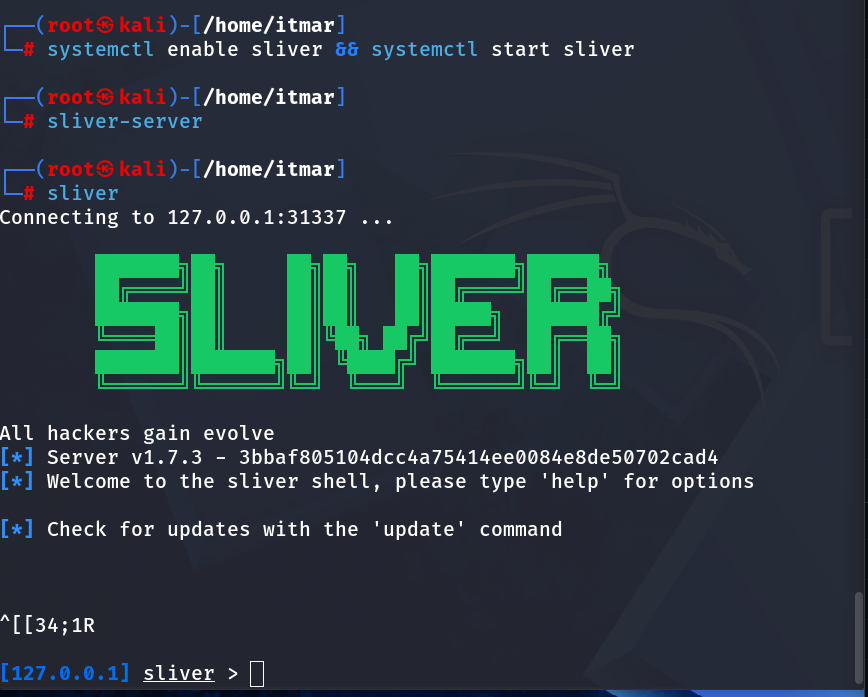 ┌──(root㉿kali)-[/home/itmar]
└─# systemctl enable sliver && systemctl start sliver
┌──(root㉿kali)-[/home/itmar]
└─# sliver-server
┌──(root㉿kali)-[/home/itmar]
└─# sliver
Connecting to 127.0.0.1:31337 ...
SLIVER
All hackers gain evolve
[*] Server v1.7.3 - 3bbaf805104dcc4a75414ee0084e8de50702cad4
[*] Welcome to the sliver shell, please type 'help' for options
[*] Check for updates with the 'update' command
^[[34;1R
[127.0.0.1] sliver >